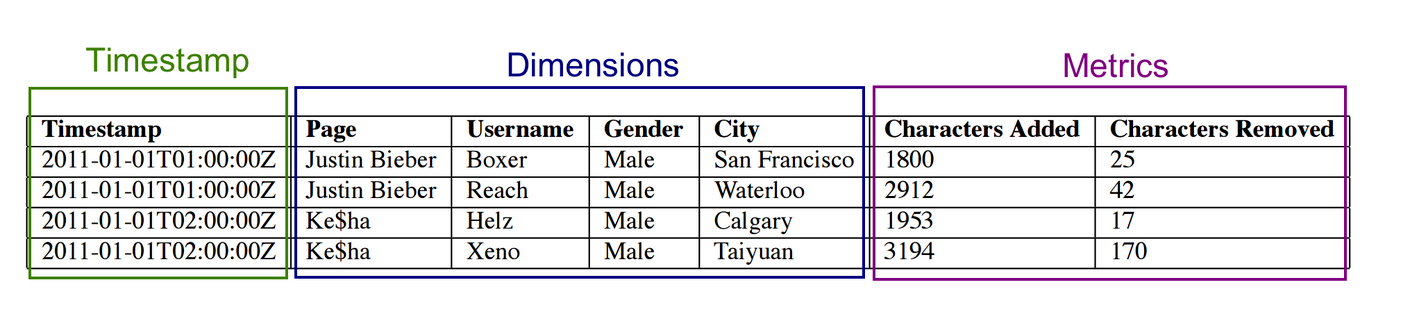 Timestamp Dimensions Metrics
Timestamp Page Username Gender City Characters Added Characters Removed
2011-01-01T01:00:00Z Justin Bieber Boxer Male San Francisco 1800 25
2011-01-01T01:00:00Z Justin Bieber Reach Male Waterloo 2912 42
2011-01-01T02:00:00Z Ke$ha Helz Male Calgary 1953 17
2011-01-01T02:00:00Z Ke$ha Xeno Male Taiyuan 3194 170